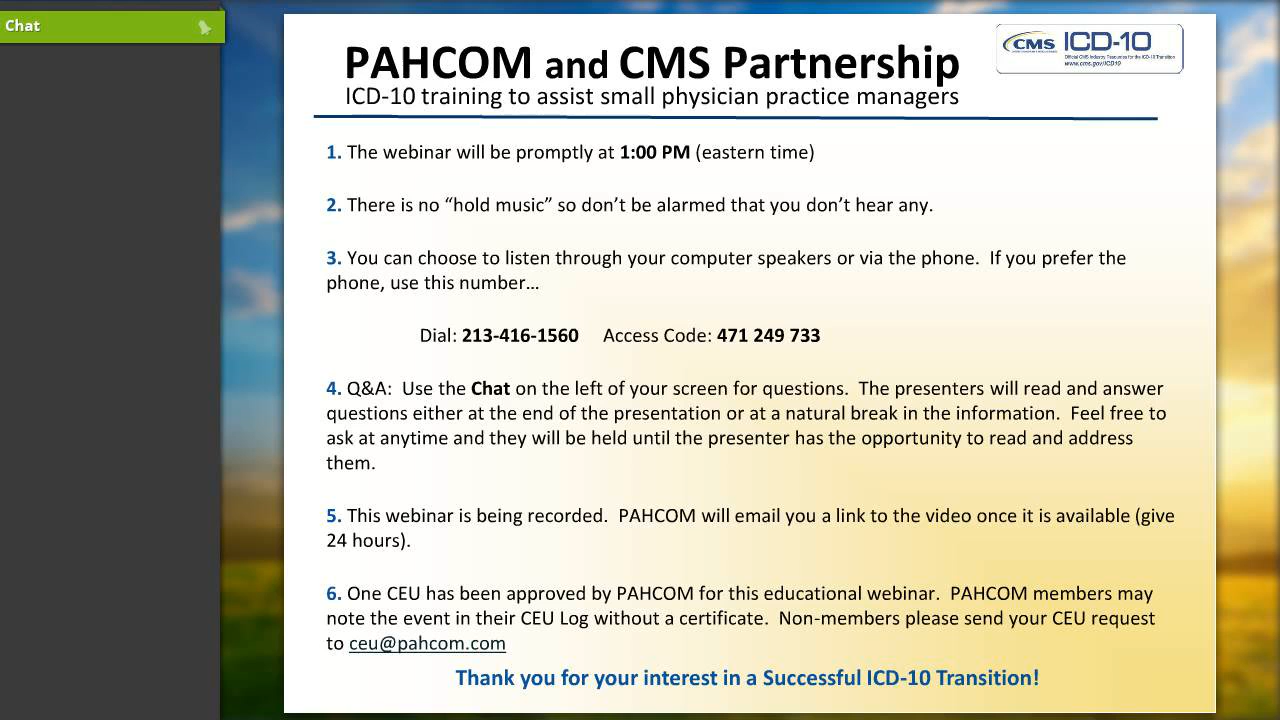 Chat
PAHCOM and CMS Partnership
ICD-10 training to assist small physician practice managers
CMS ICD-10
Official CMS Industry Resources for the ICD-10 Transition
www.cms.gov/ICD10
1. The webinar will be promptly at 1:00 PM (eastern time)
2. There is no “hold music” so don’t be alarmed that you don’t hear any.
3. You can choose to listen through your computer speakers or via the phone.  If you prefer the
phone, use this number…
Dial: 213-416-1560     Access Code: 471 249 733
4. Q&A:  Use the Chat on the left of your screen for questions.  The presenters will read and answer
questions either at the end of the presentation or at a natural break in the information.  Feel free to
ask at anytime and they will be held until the presenter has the opportunity to read and address
them.
5. This webinar is being recorded.  PAHCOM will email you a link to the video once it is available (give
24 hours).
6. One CEU has been approved by PAHCOM for this educational webinar.  PAHCOM members may
note the event in their CEU Log without a certificate.  Non-members please send your CEU request
to ceu@pahcom.com
Thank you for your interest in a Successful ICD-10 Transition!